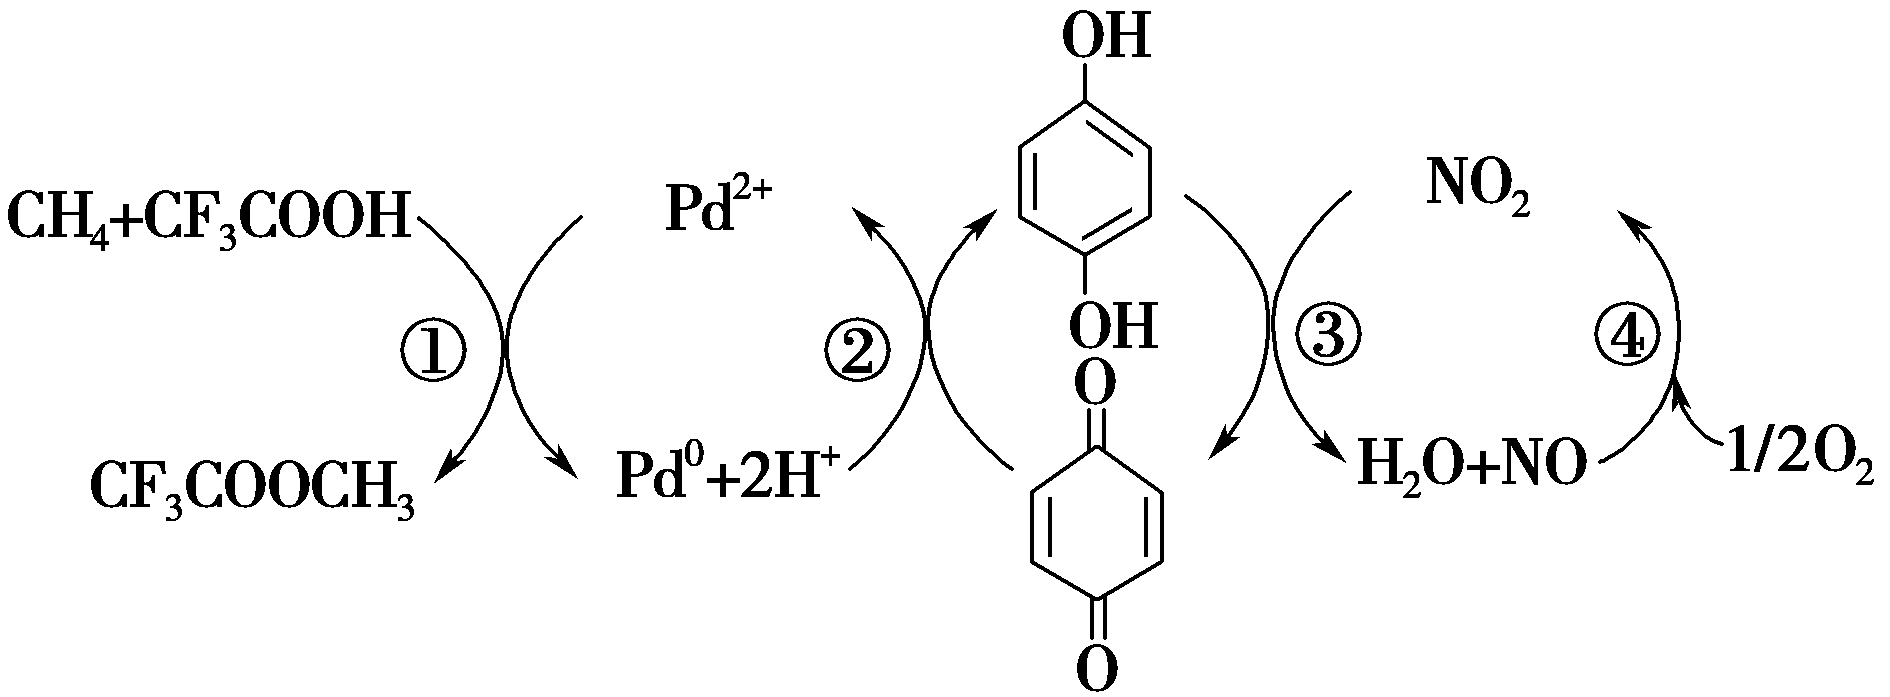 OH
CH₄+CF₃COOH
Pd²⁺
NO₂
OH
①
②
③
④
O
CF₃COOCH₃
Pd⁰+2H⁺
H₂O+NO
1/2O₂
O